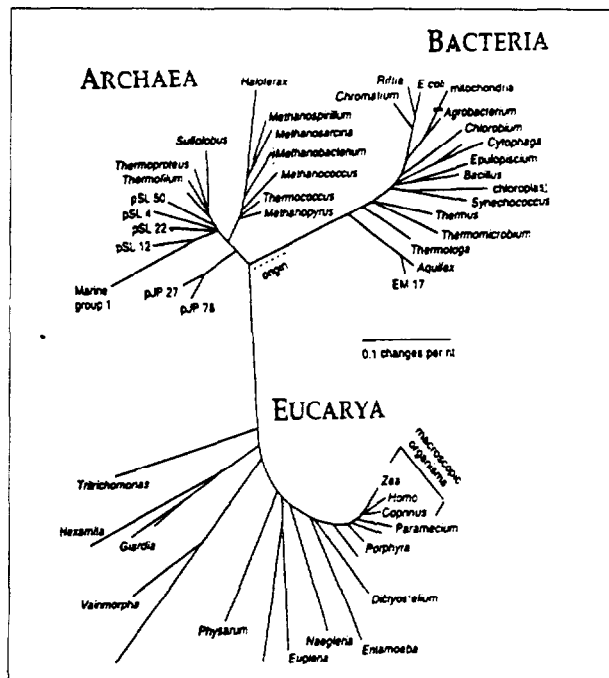 BACTERIA
ARCHAEA
Haloferax
Riftia
E coli
mitochondria
Chromatium
Agrobacterium
Chlorobium
Cytophaga
Epulopiscium
Bacillus
chloroplast
Synechococcus
Thermus
Thermomicrobium
Thermotoga
Aquifex
EM 17
Methanospirillum
Methanosarcina
Methanobacterium
Methanococcus
Thermococcus
Methanopyrus
Sulfolobus
Thermoproteus
Thermofilum
pSL 50
pSL 4
pSL 22
pSL 12
Marine
group 1
pJP 27
pJP 78
origin
0.1 changes per nt
EUCARYA
macroscopic
organisms
Zea
Homo
Coprinus
Paramecium
Porphyra
Dictyostelium
Entamoeba
Naegleria
Euglena
Physarum
Vairimorpha
Giardia
Hexamita
Tritrichomonas